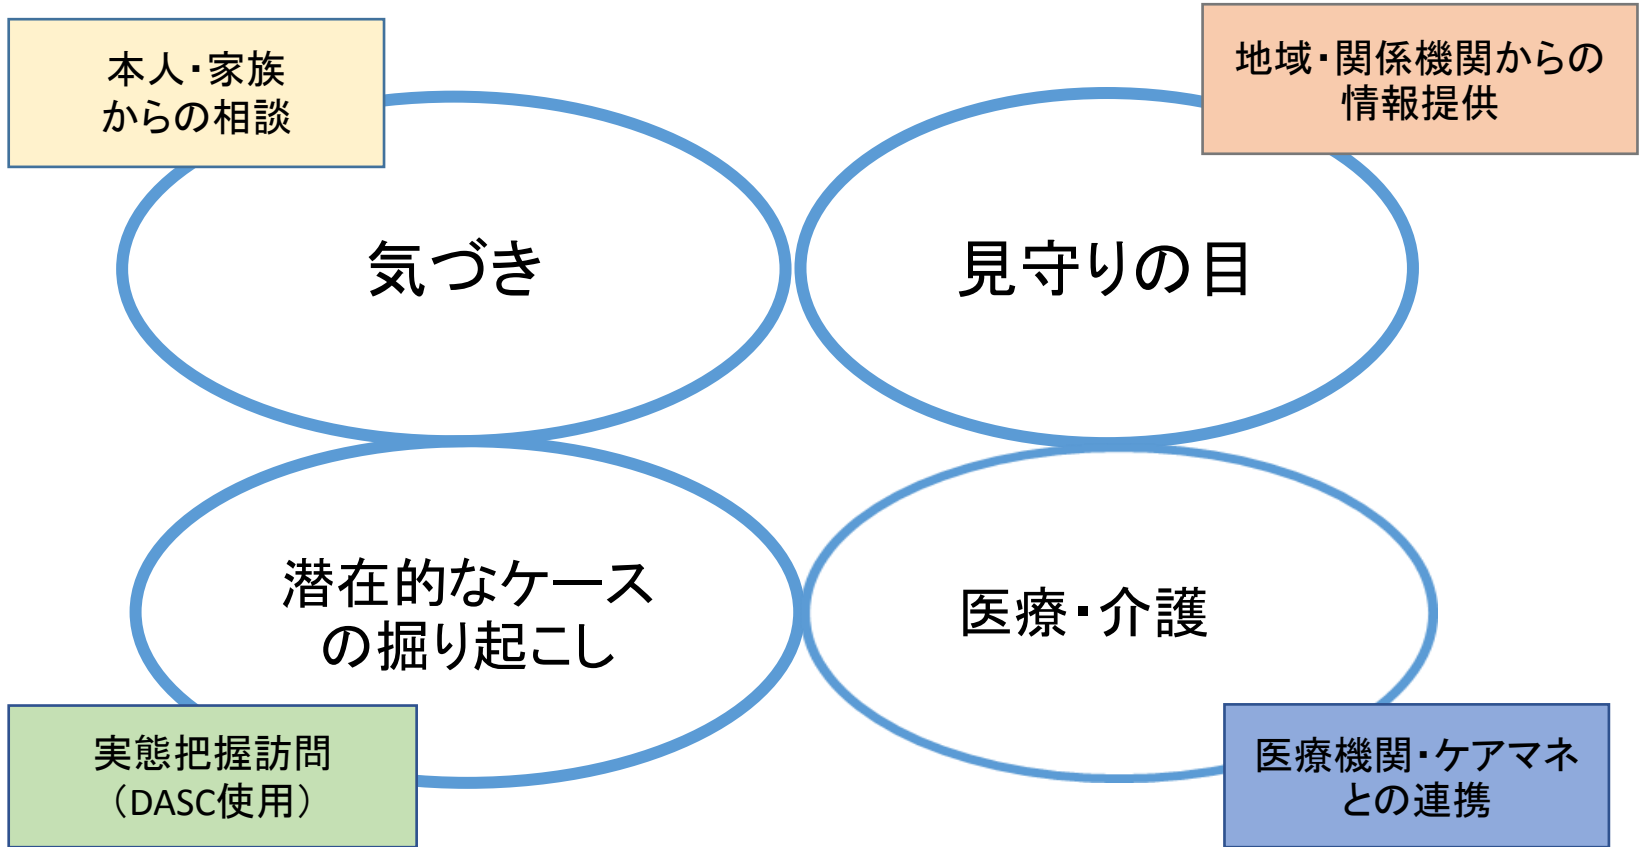 本人・家族
からの相談
地域・関係機関からの
情報提供
気づき
見守りの目
潜在的なケース
の掘り起こし
医療・介護
実態把握訪問
（DASC使用）
医療機関・ケアマネ
との連携